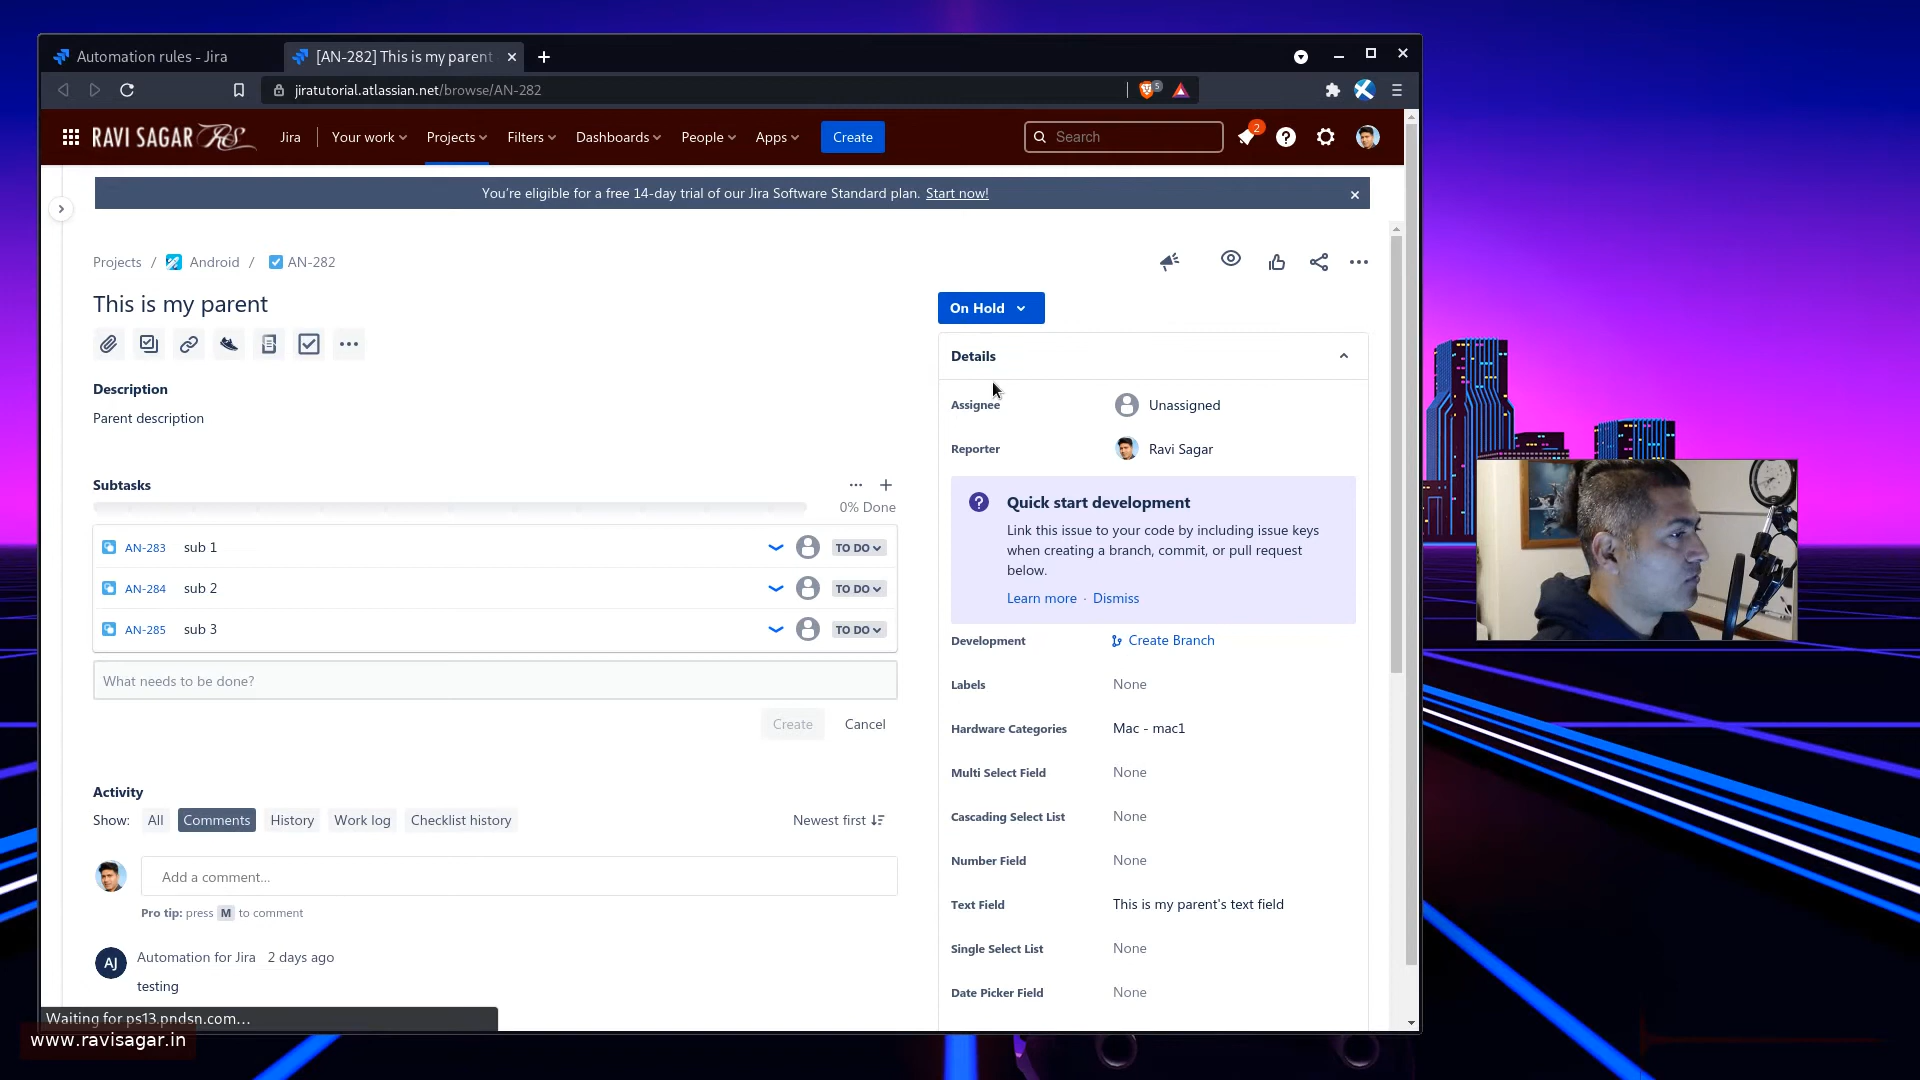 Automation rules - Jira
[AN-282] This is my parent
jiratutorial.atlassian.net/browse/AN-282
5
RAVI SAGAR RS
Jira
Your work
Projects
Filters
Dashboards
People
Apps
Create
Search
2
You're eligible for a free 14-day trial of our Jira Software Standard plan. Start now!
Projects / Android / AN-282
This is my parent
On Hold
Description
Parent description
Details
Assignee Unassigned
Reporter Ravi Sagar
Quick start development
Link this issue to your code by including issue keys
when creating a branch, commit, or pull request
below.
Learn more · Dismiss
Subtasks
0% Done
AN-283 sub 1 TO DO
AN-284 sub 2 TO DO
AN-285 sub 3 TO DO
What needs to be done?
Create Cancel
Development Create Branch
Labels None
Hardware Categories Mac - mac1
Multi Select Field None
Cascading Select List None
Number Field None
Text Field This is my parent's text field
Single Select List None
Date Picker Field None
Activity
Show: All Comments History Work log Checklist history Newest first
Add a comment...
Pro tip: press M to comment
AJ Automation for Jira 2 days ago
testing
Waiting for ps13.pndsn.com...
www.ravisagar.in